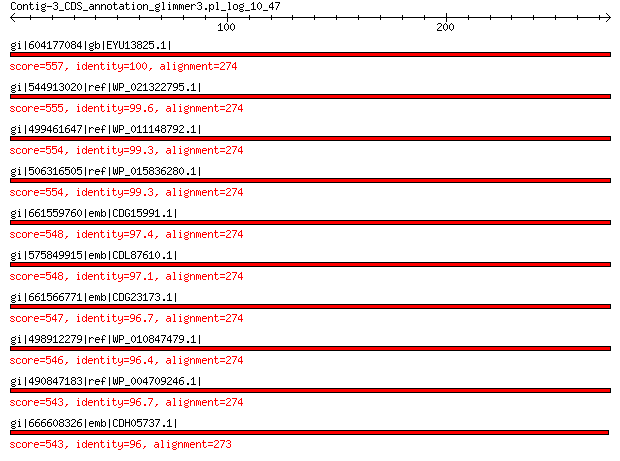 Contig-3_CDS_annotation_glimmer3.pl_log_10_47
100 200
gi|604177084|gb|EYU13825.1|
score=557, identity=100, alignment=274
gi|544913020|ref|WP_021322795.1|
score=555, identity=99.6, alignment=274
gi|499461647|ref|WP_011148792.1|
score=554, identity=99.3, alignment=274
gi|506316505|ref|WP_015836280.1|
score=554, identity=99.3, alignment=274
gi|661559760|emb|CDG15991.1|
score=548, identity=97.4, alignment=274
gi|575849915|emb|CDL87610.1|
score=548, identity=97.1, alignment=274
gi|661566771|emb|CDG23173.1|
score=547, identity=96.7, alignment=274
gi|498912279|ref|WP_010847479.1|
score=546, identity=96.4, alignment=274
gi|490847183|ref|WP_004709246.1|
score=543, identity=96.7, alignment=274
gi|666608326|emb|CDH05737.1|
score=543, identity=96, alignment=273